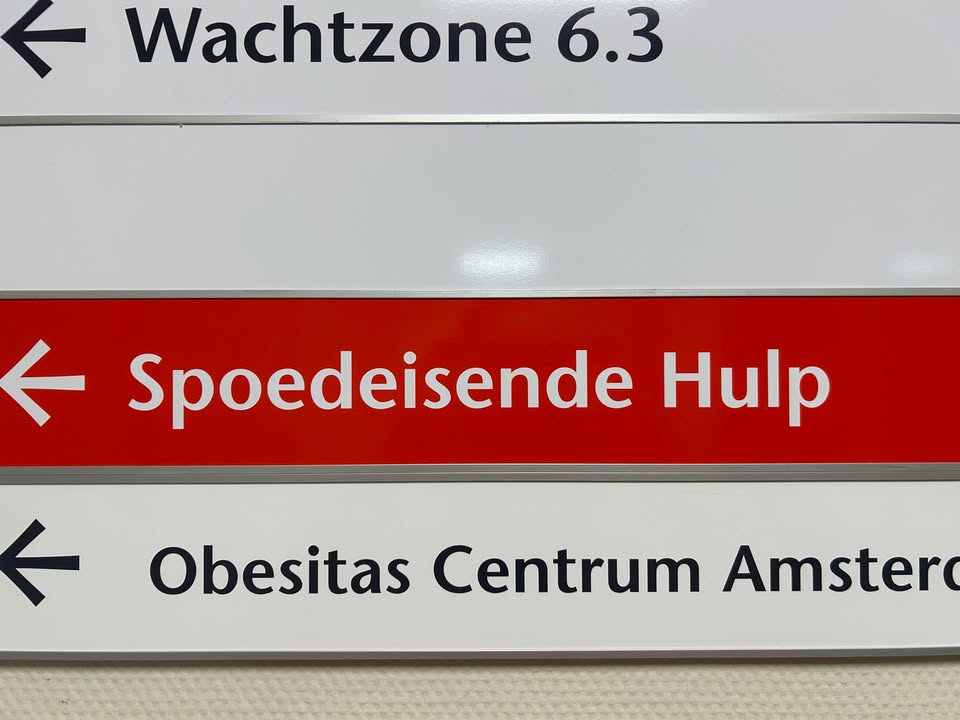 ← Wachtzone 6.3
← Spoedeisende Hulp
← Obesitas Centrum